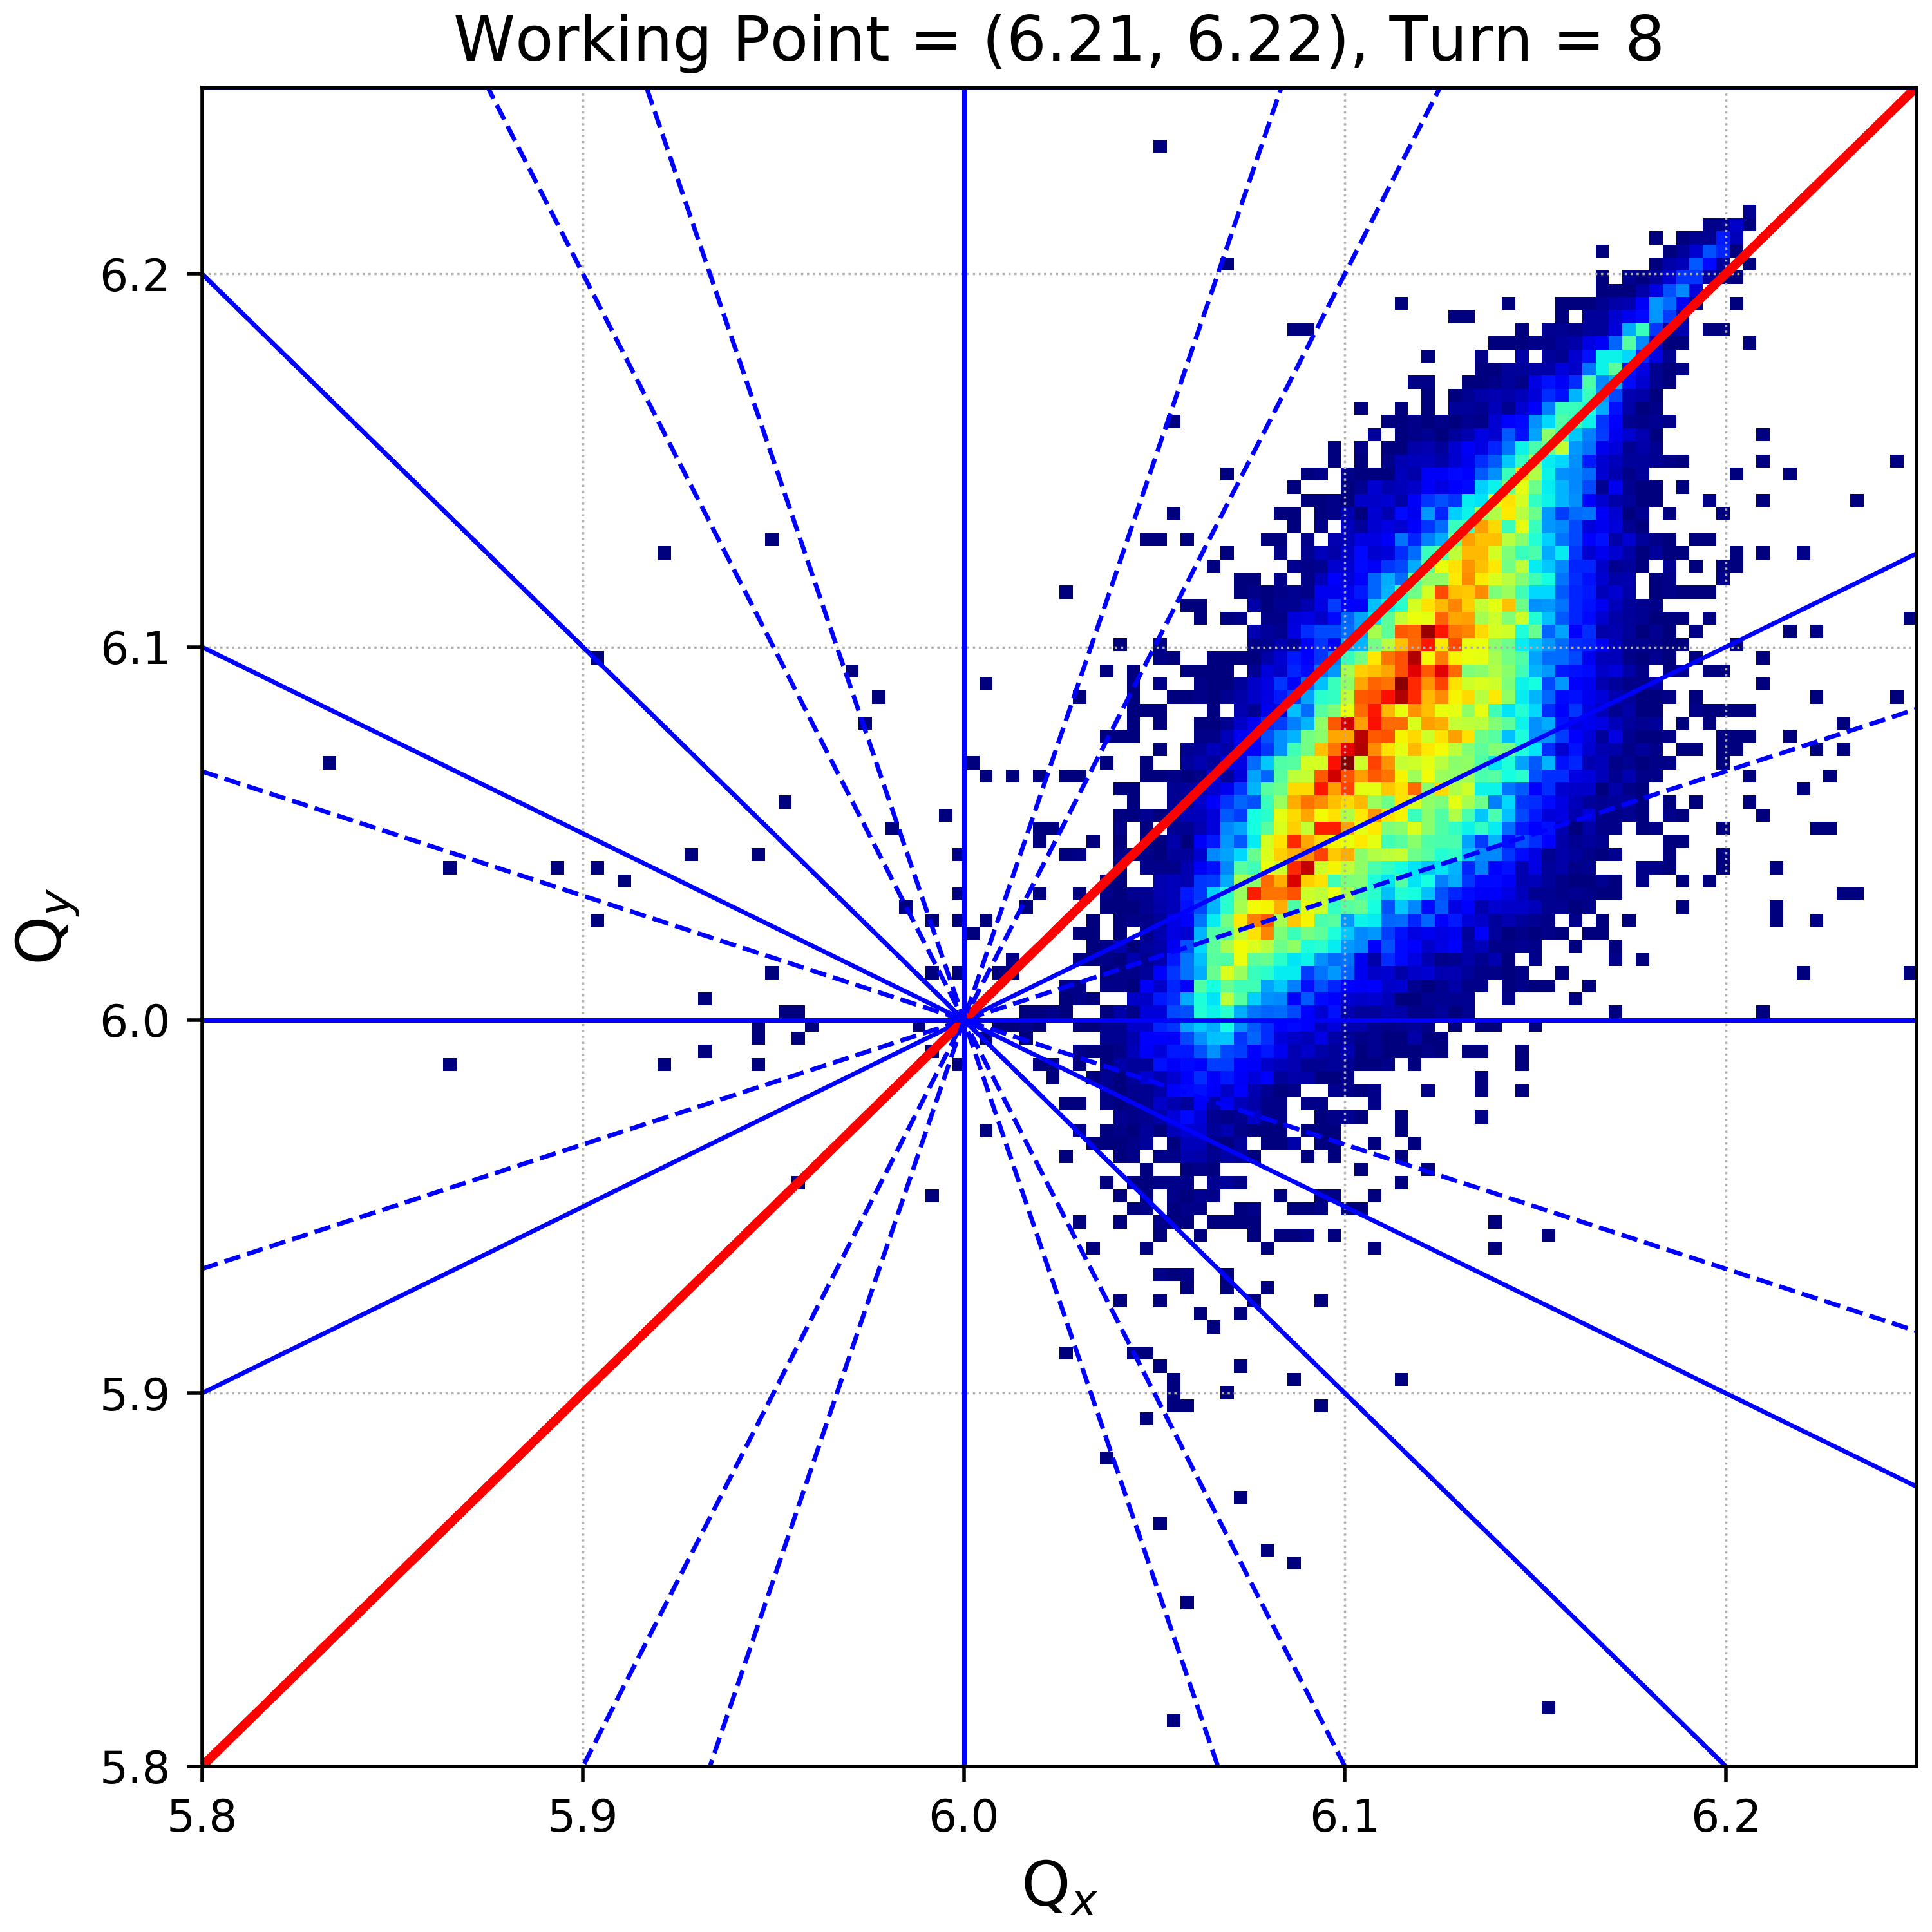 Working Point = (6.21, 6.22), Turn = 8
6.2
6.1
6.0
5.9
5.8
Qy
5.8 5.9 6.0 6.1 6.2
Qx